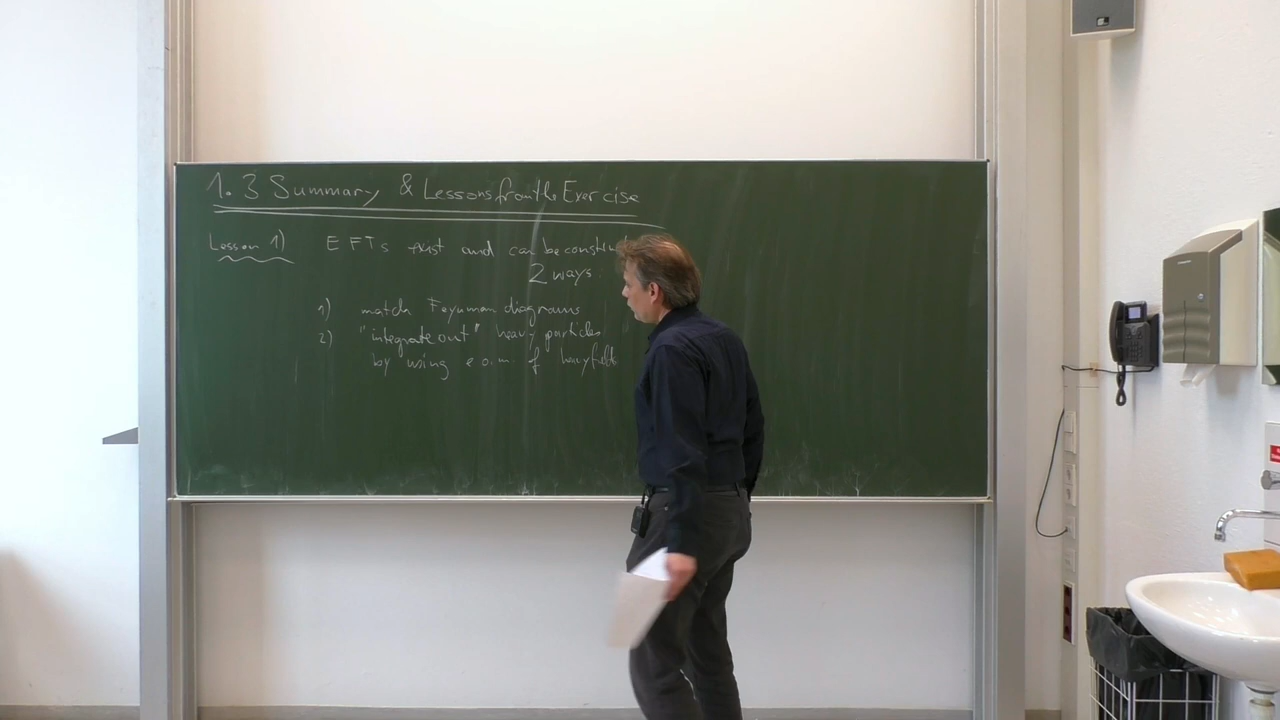 1.3 Summary & Lessons from the Exercise
Lesson 1) EFTs exist and can be constru
2 ways
1) match Feynman diagrams
2) "integrate out" heavy particles
by using e.o.m. of heavy fields